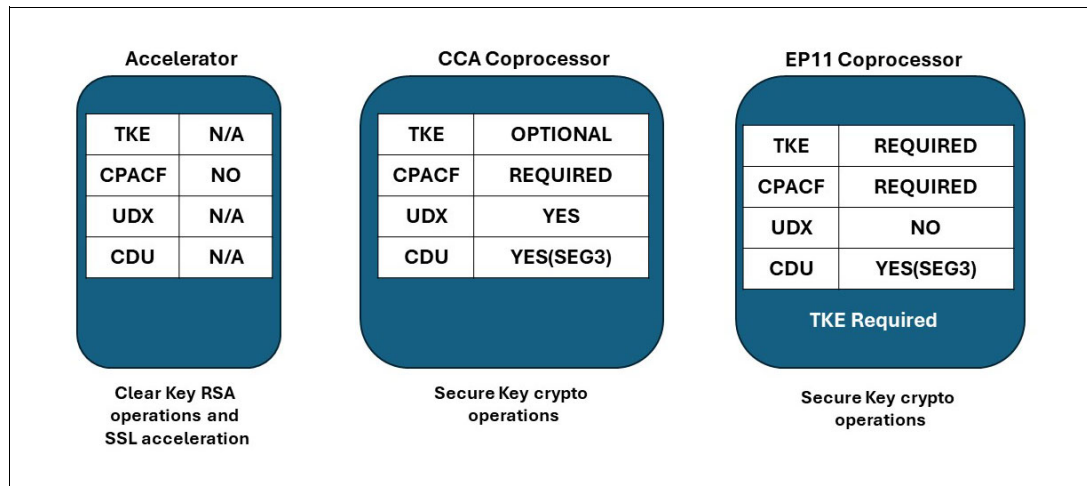 Accelerator
TKE N/A
CPACF NO
UDX N/A
CDU N/A
Clear Key RSA
operations and
SSL acceleration
CCA Coprocessor
TKE OPTIONAL
CPACF REQUIRED
UDX YES
CDU YES(SEG3)
Secure Key crypto
operations
EP11 Coprocessor
TKE REQUIRED
CPACF REQUIRED
UDX NO
CDU YES(SEG3)
TKE Required
Secure Key crypto
operations